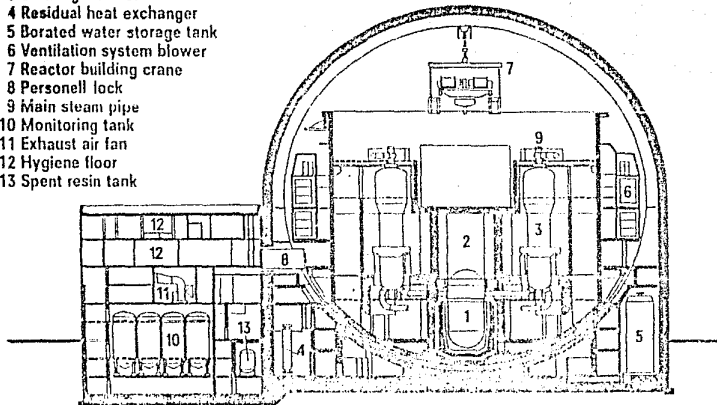 4 Residual heat exchanger
5 Borated water storage tank
6 Ventilation system blower
7 Reactor building crane
8 Personell lock
9 Main steam pipe
10 Monitoring tank
11 Exhaust air fan
12 Hygiene floor
13 Spent resin tank
7
9
6
12
2
3
12
8
11
1
13
10
4
5